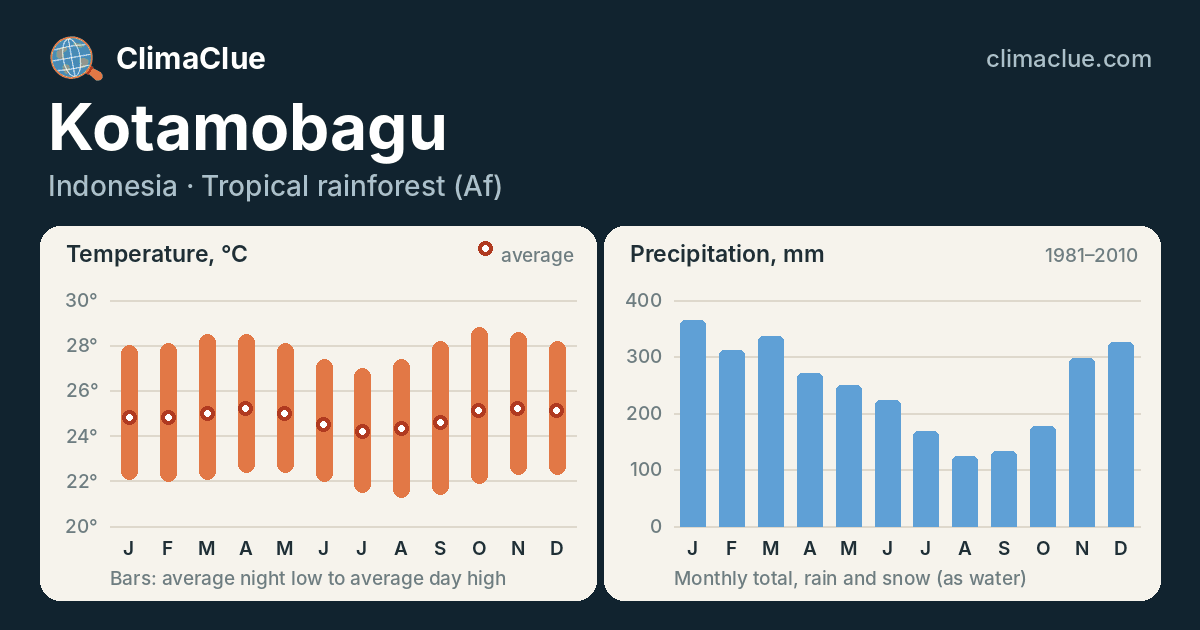 ClimaClue
climaclue.com
Kotamobagu
Indonesia · Tropical rainforest (Af)
Temperature, °C
average
30°
28°
26°
24°
22°
20°
J F M A M J J A S O N D
Bars: average night low to average day high
Precipitation, mm
1981–2010
400
300
200
100
0
J F M A M J J A S O N D
Monthly total, rain and snow (as water)